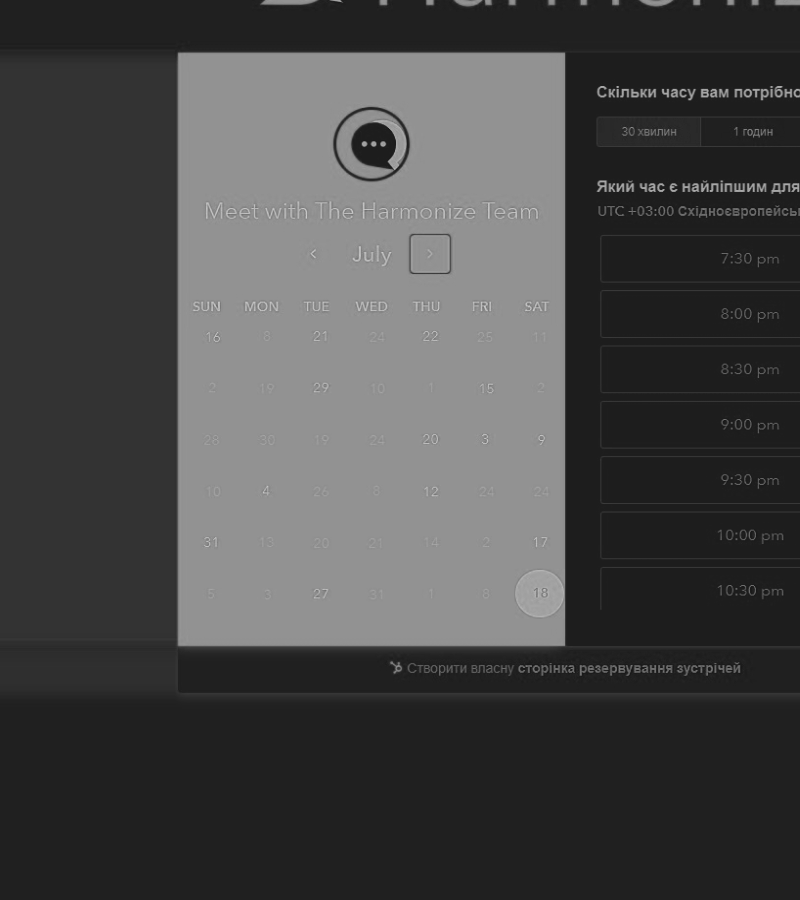 Harmoniz
Meet with The Harmonize Team
July
SUN MON TUE WED THU FRI SAT
16 8 21 24 22 25 11
2 19 29 10 1 15 2
28 30 19 24 20 3 9
10 4 26 8 12 24 24
31 13 20 21 14 2 17
5 3 27 31 1 8 18
Скільки часу вам потрібно
30 хвилин 1 годин
Який час є найліпшим для
UTC +03:00 Східноєвропейсь
7:30 pm
8:00 pm
8:30 pm
9:00 pm
9:30 pm
10:00 pm
10:30 pm
Створити власну сторінка резервування зустрічей